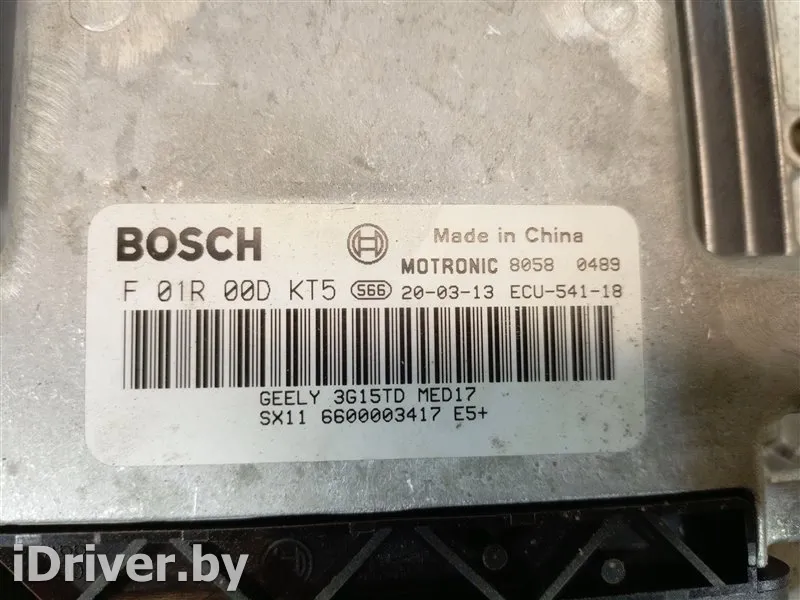 BOSCH
Made in China
MOTRONIC 8058 0489
F 01R 00D KT5 566 20-03-13 ECU-541-18
GEELY 3G15TD MED17
SX11 6600003417 E5+
iDriver.by